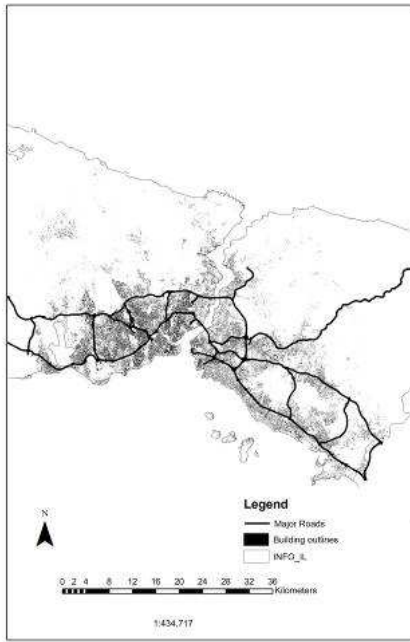 N
Legend
Major Roads
Building outlines
INFO_IL
0 2 4 8 12 16 20 24 28 32 36
Kilometers
1:434,717